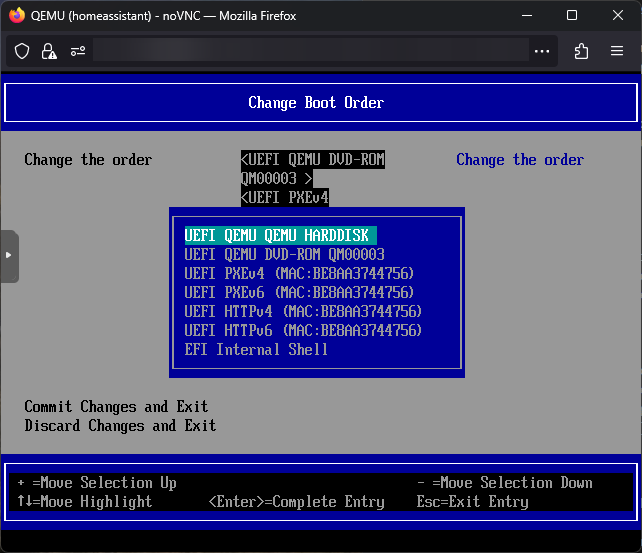 QEMU (homeassistant) - noVNC — Mozilla Firefox
Change Boot Order
Change the order <UEFI QEMU DVD-ROM Change the order
QM00003 >
<UEFI PXEv4
UEFI QEMU QEMU HARDDISK
UEFI QEMU DVD-ROM QM00003
UEFI PXEv4 (MAC:BE8AA3744756)
UEFI PXEv6 (MAC:BE8AA3744756)
UEFI HTTPv4 (MAC:BE8AA3744756)
UEFI HTTPv6 (MAC:BE8AA3744756)
EFI Internal Shell
Commit Changes and Exit
Discard Changes and Exit
+ =Move Selection Up - =Move Selection Down
↑↓=Move Highlight <Enter>=Complete Entry Esc=Exit Entry